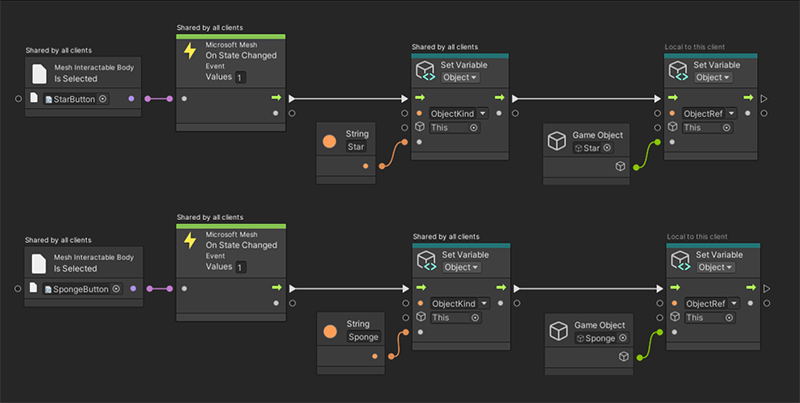 Shared by all clients
Shared by all clients
Mesh Interactable Body
Is Selected
StarButton
Microsoft Mesh
On State Changed
Event
Values 1
Shared by all clients
Set Variable
Object
ObjectKind
This
String
Star
Local to this client
Set Variable
Object
ObjectRef
This
Game Object
Star
Shared by all clients
Shared by all clients
Mesh Interactable Body
Is Selected
SpongeButton
Microsoft Mesh
On State Changed
Event
Values 1
Shared by all clients
Set Variable
Object
ObjectKind
This
String
Sponge
Local to this client
Set Variable
Object
ObjectRef
This
Game Object
Sponge